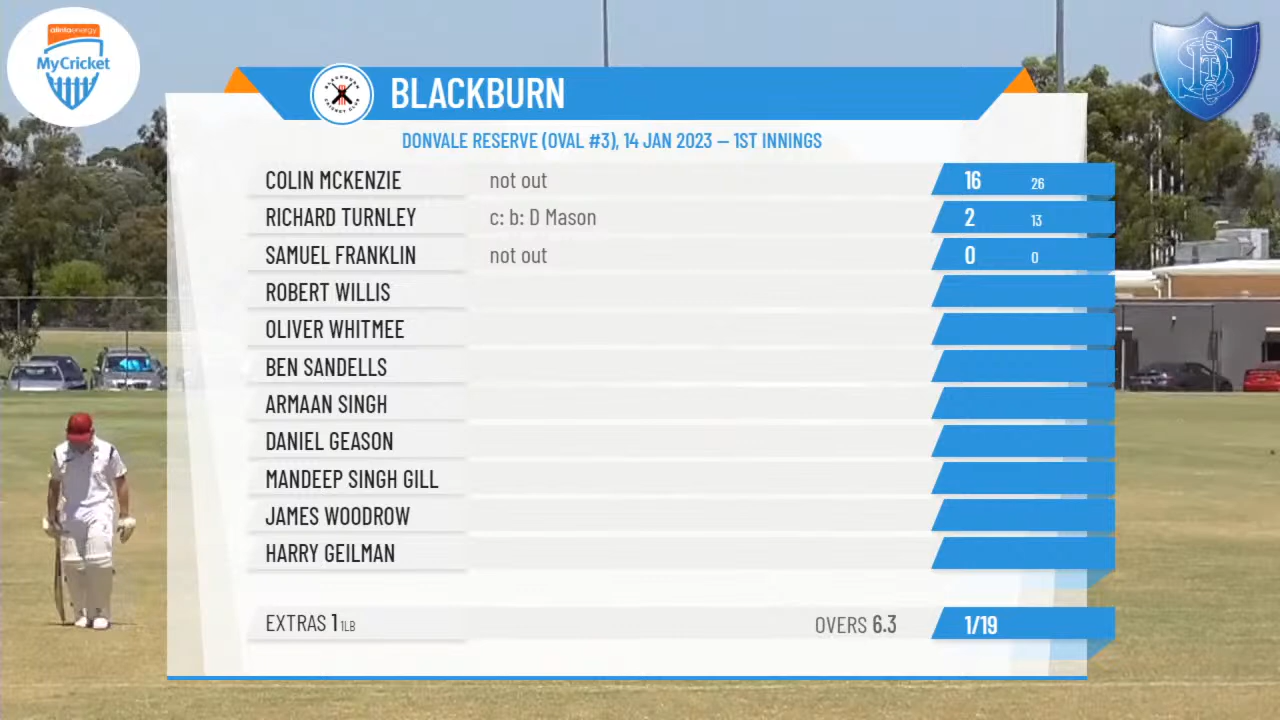 alintaenergy
MyCricket
BLACKBURN
DONVALE RESERVE (OVAL #3), 14 JAN 2023 – 1ST INNINGS
COLIN MCKENZIE not out 16 26
RICHARD TURNLEY c: b: D Mason 2 13
SAMUEL FRANKLIN not out 0 0
ROBERT WILLIS
OLIVER WHITMEE
BEN SANDELLS
ARMAAN SINGH
DANIEL GEASON
MANDEEP SINGH GILL
JAMES WOODROW
HARRY GEILMAN
EXTRAS 1 1LB OVERS 6.3 1/19